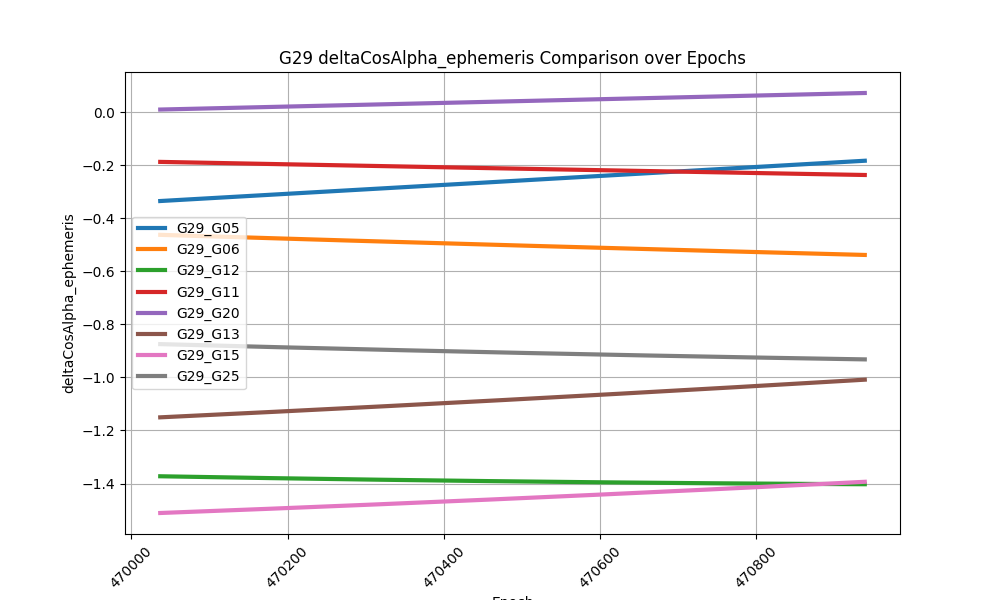 G29 deltaCosAlpha_ephemeris Comparison over Epochs
deltaCosAlpha_ephemeris
0.0
−0.2
−0.4
−0.6
−0.8
−1.0
−1.2
−1.4
G29_G05
G29_G06
G29_G12
G29_G11
G29_G20
G29_G13
G29_G15
G29_G25
470000
470200
470400
470600
470800
Epoch